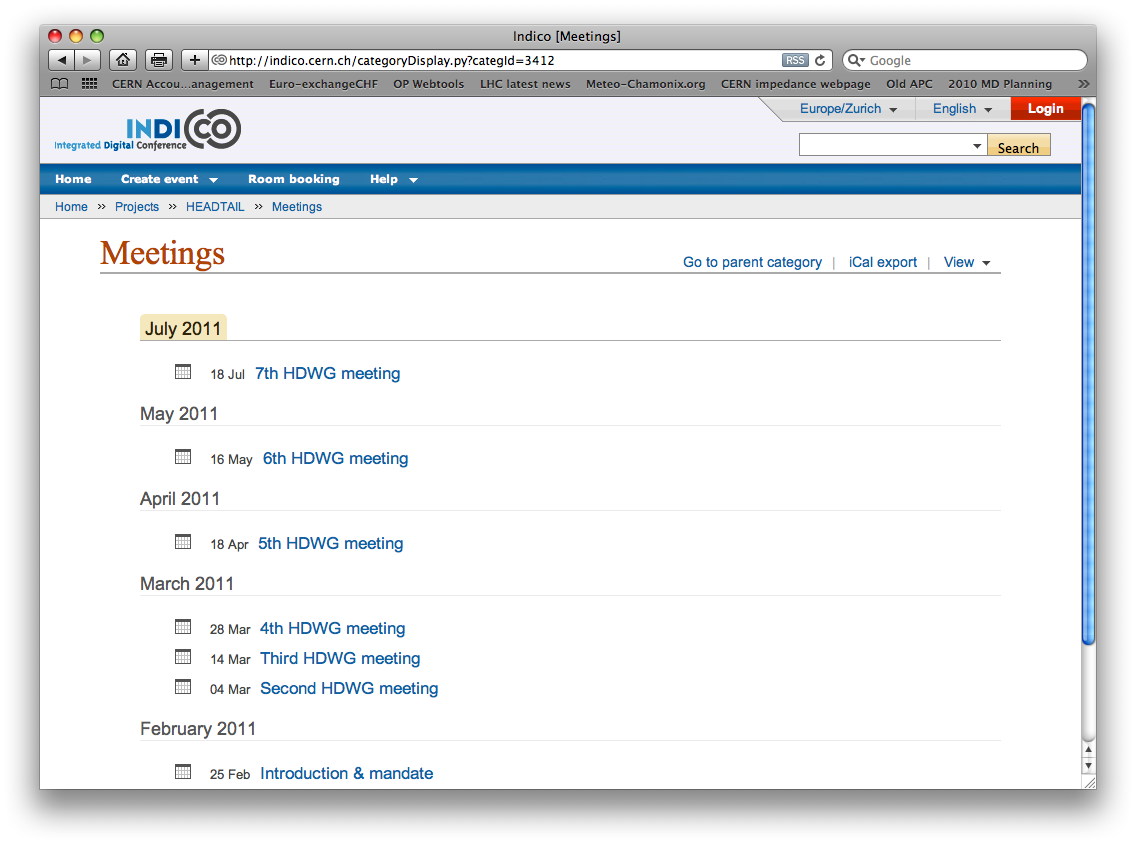 Indico [Meetings]
http://indico.cern.ch/categoryDisplay.py?categId=3412 RSS Google
CERN Accou...anagement Euro-exchangeCHF OP Webtools LHC latest news Meteo-Chamonix.org CERN impedance webpage Old APC 2010 MD Planning
Europe/Zurich English Login
INDICO
Integrated Digital Conference
Search
Home Create event Room booking Help
Home » Projects » HEADTAIL » Meetings
Meetings
Go to parent category | iCal export | View
July 2011
18 Jul 7th HDWG meeting
May 2011
16 May 6th HDWG meeting
April 2011
18 Apr 5th HDWG meeting
March 2011
28 Mar 4th HDWG meeting
14 Mar Third HDWG meeting
04 Mar Second HDWG meeting
February 2011
25 Feb Introduction & mandate